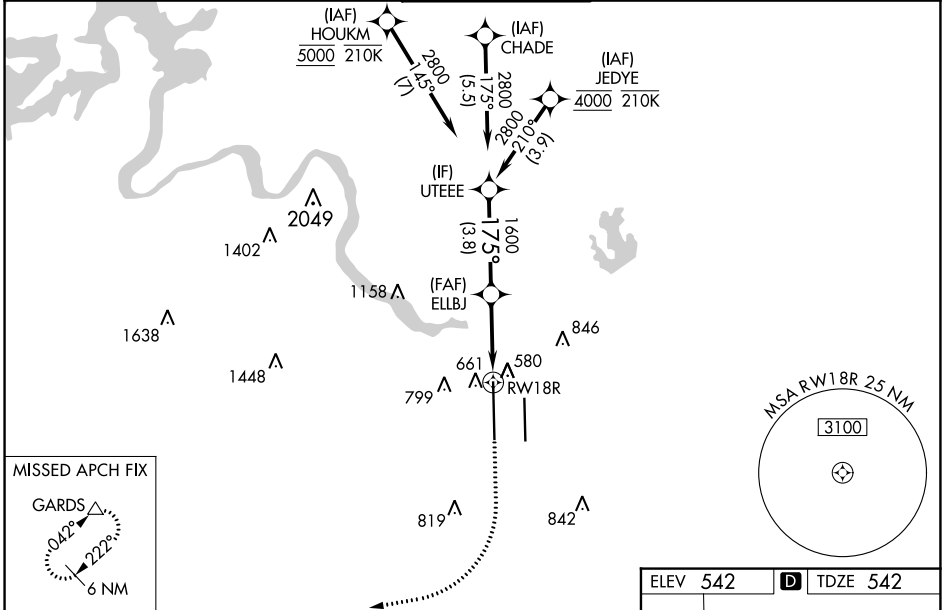 (IAF)
HOUKM
5000 210K
2800
145°
(7)
(IAF)
CHADE
2800
175°
(5.5)
(IAF)
JEDYE
4000 210K
2800
210°
(3.9)
(IF)
UTEEE
1600
175°
(3.8)
(FAF)
ELLBJ
2049
1402
1158
1638
1448
846
661
580
799
RW18R
819
842
MSA RW18R 25 NM
3100
MISSED APCH FIX
GARDS
042°
222°
6 NM
ELEV 542 D TDZE 542